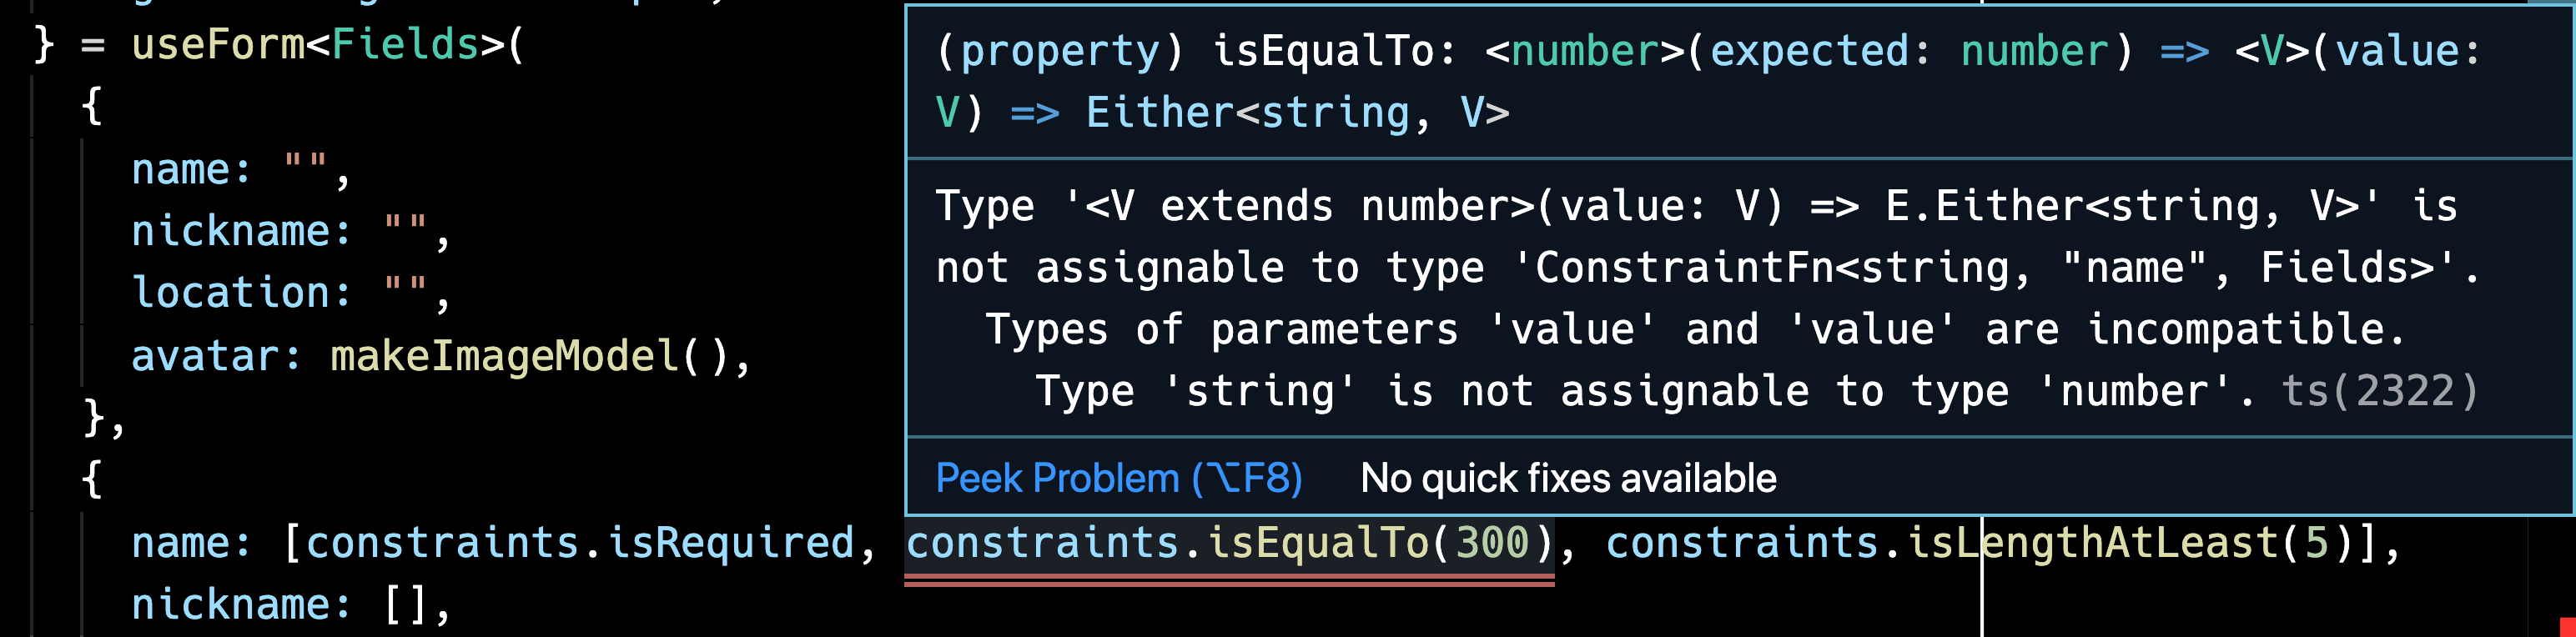 } = useForm<Fields>(
{
name: "",
nickname: "",
location: "",
avatar: makeImageModel(),
},
{
name: [constraints.isRequired, constraints.isEqualTo(300), constraints.isLengthAtLeast(5)],
nickname: [],
(property) isEqualTo: <number>(expected: number) => <V>(value:
V) => Either<string, V>
Type '<V extends number>(value: V) => E.Either<string, V>' is
not assignable to type 'ConstraintFn<string, "name", Fields>'.
Types of parameters 'value' and 'value' are incompatible.
Type 'string' is not assignable to type 'number'. ts(2322)
Peek Problem (⌥F8) No quick fixes available